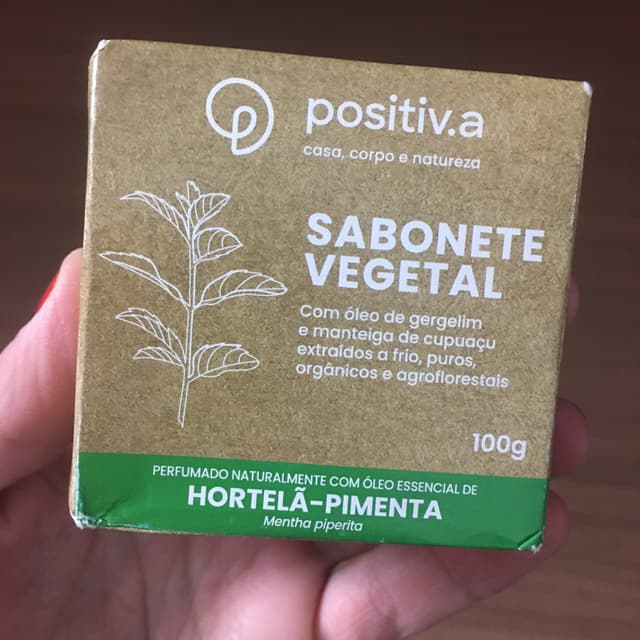 positiv.a
casa, corpo e natureza
SABONETE
VEGETAL
Com óleo de gergelim
e manteiga de cupuaçu
extraídos a frio, puros,
orgânicos e agroflorestais
100g
PERFUMADO NATURALMENTE COM ÓLEO ESSENCIAL DE
HORTELÃ-PIMENTA
Mentha piperita